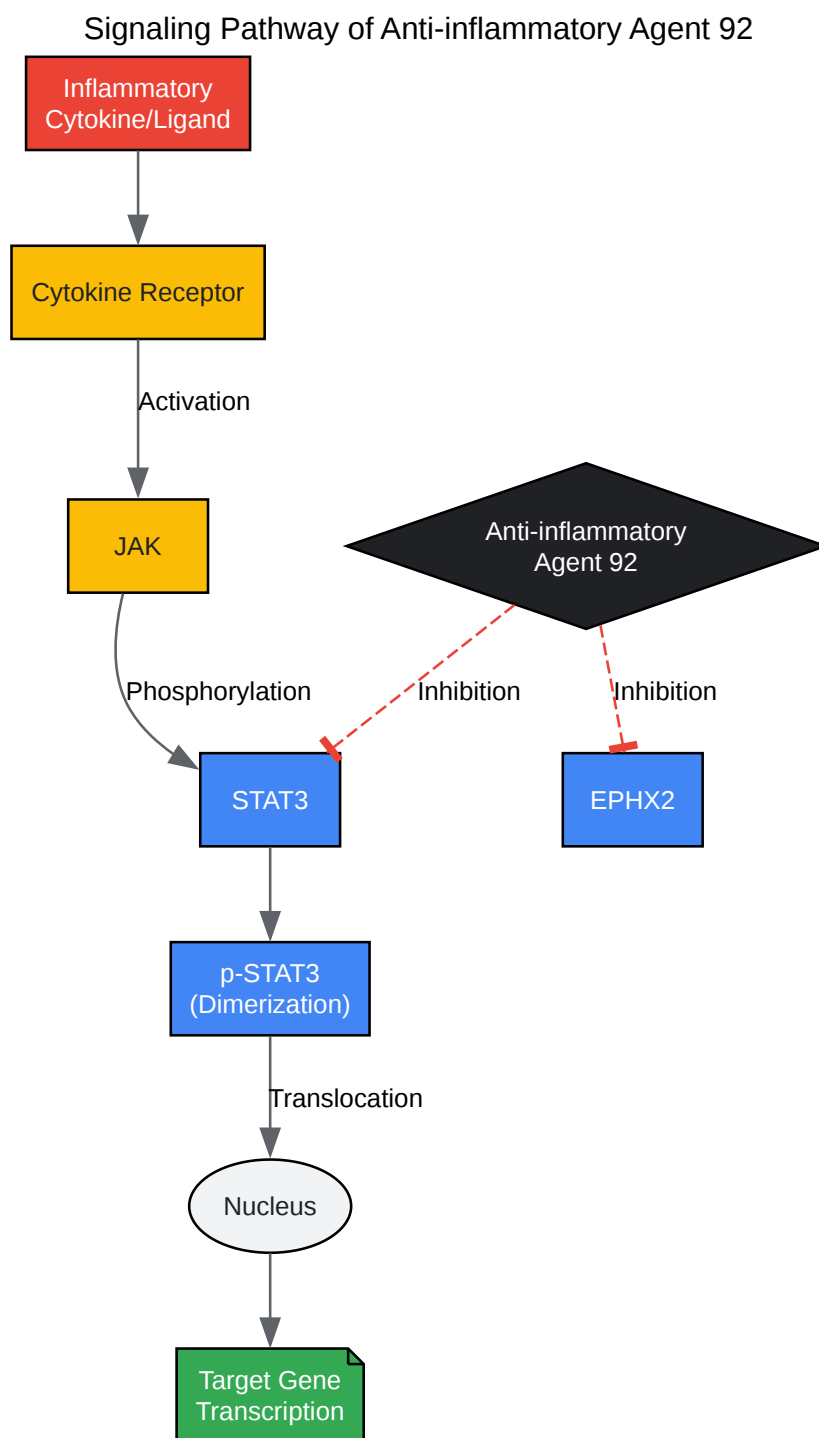 Signaling Pathway of Anti-inflammatory Agent 92
Inflammatory
Cytokine/Ligand
Cytokine Receptor
Activation
JAK
Anti-inflammatory
Agent 92
Phosphorylation
Inhibition
Inhibition
STAT3
EPHX2
p-STAT3
(Dimerization)
Translocation
Nucleus
Target Gene
Transcription